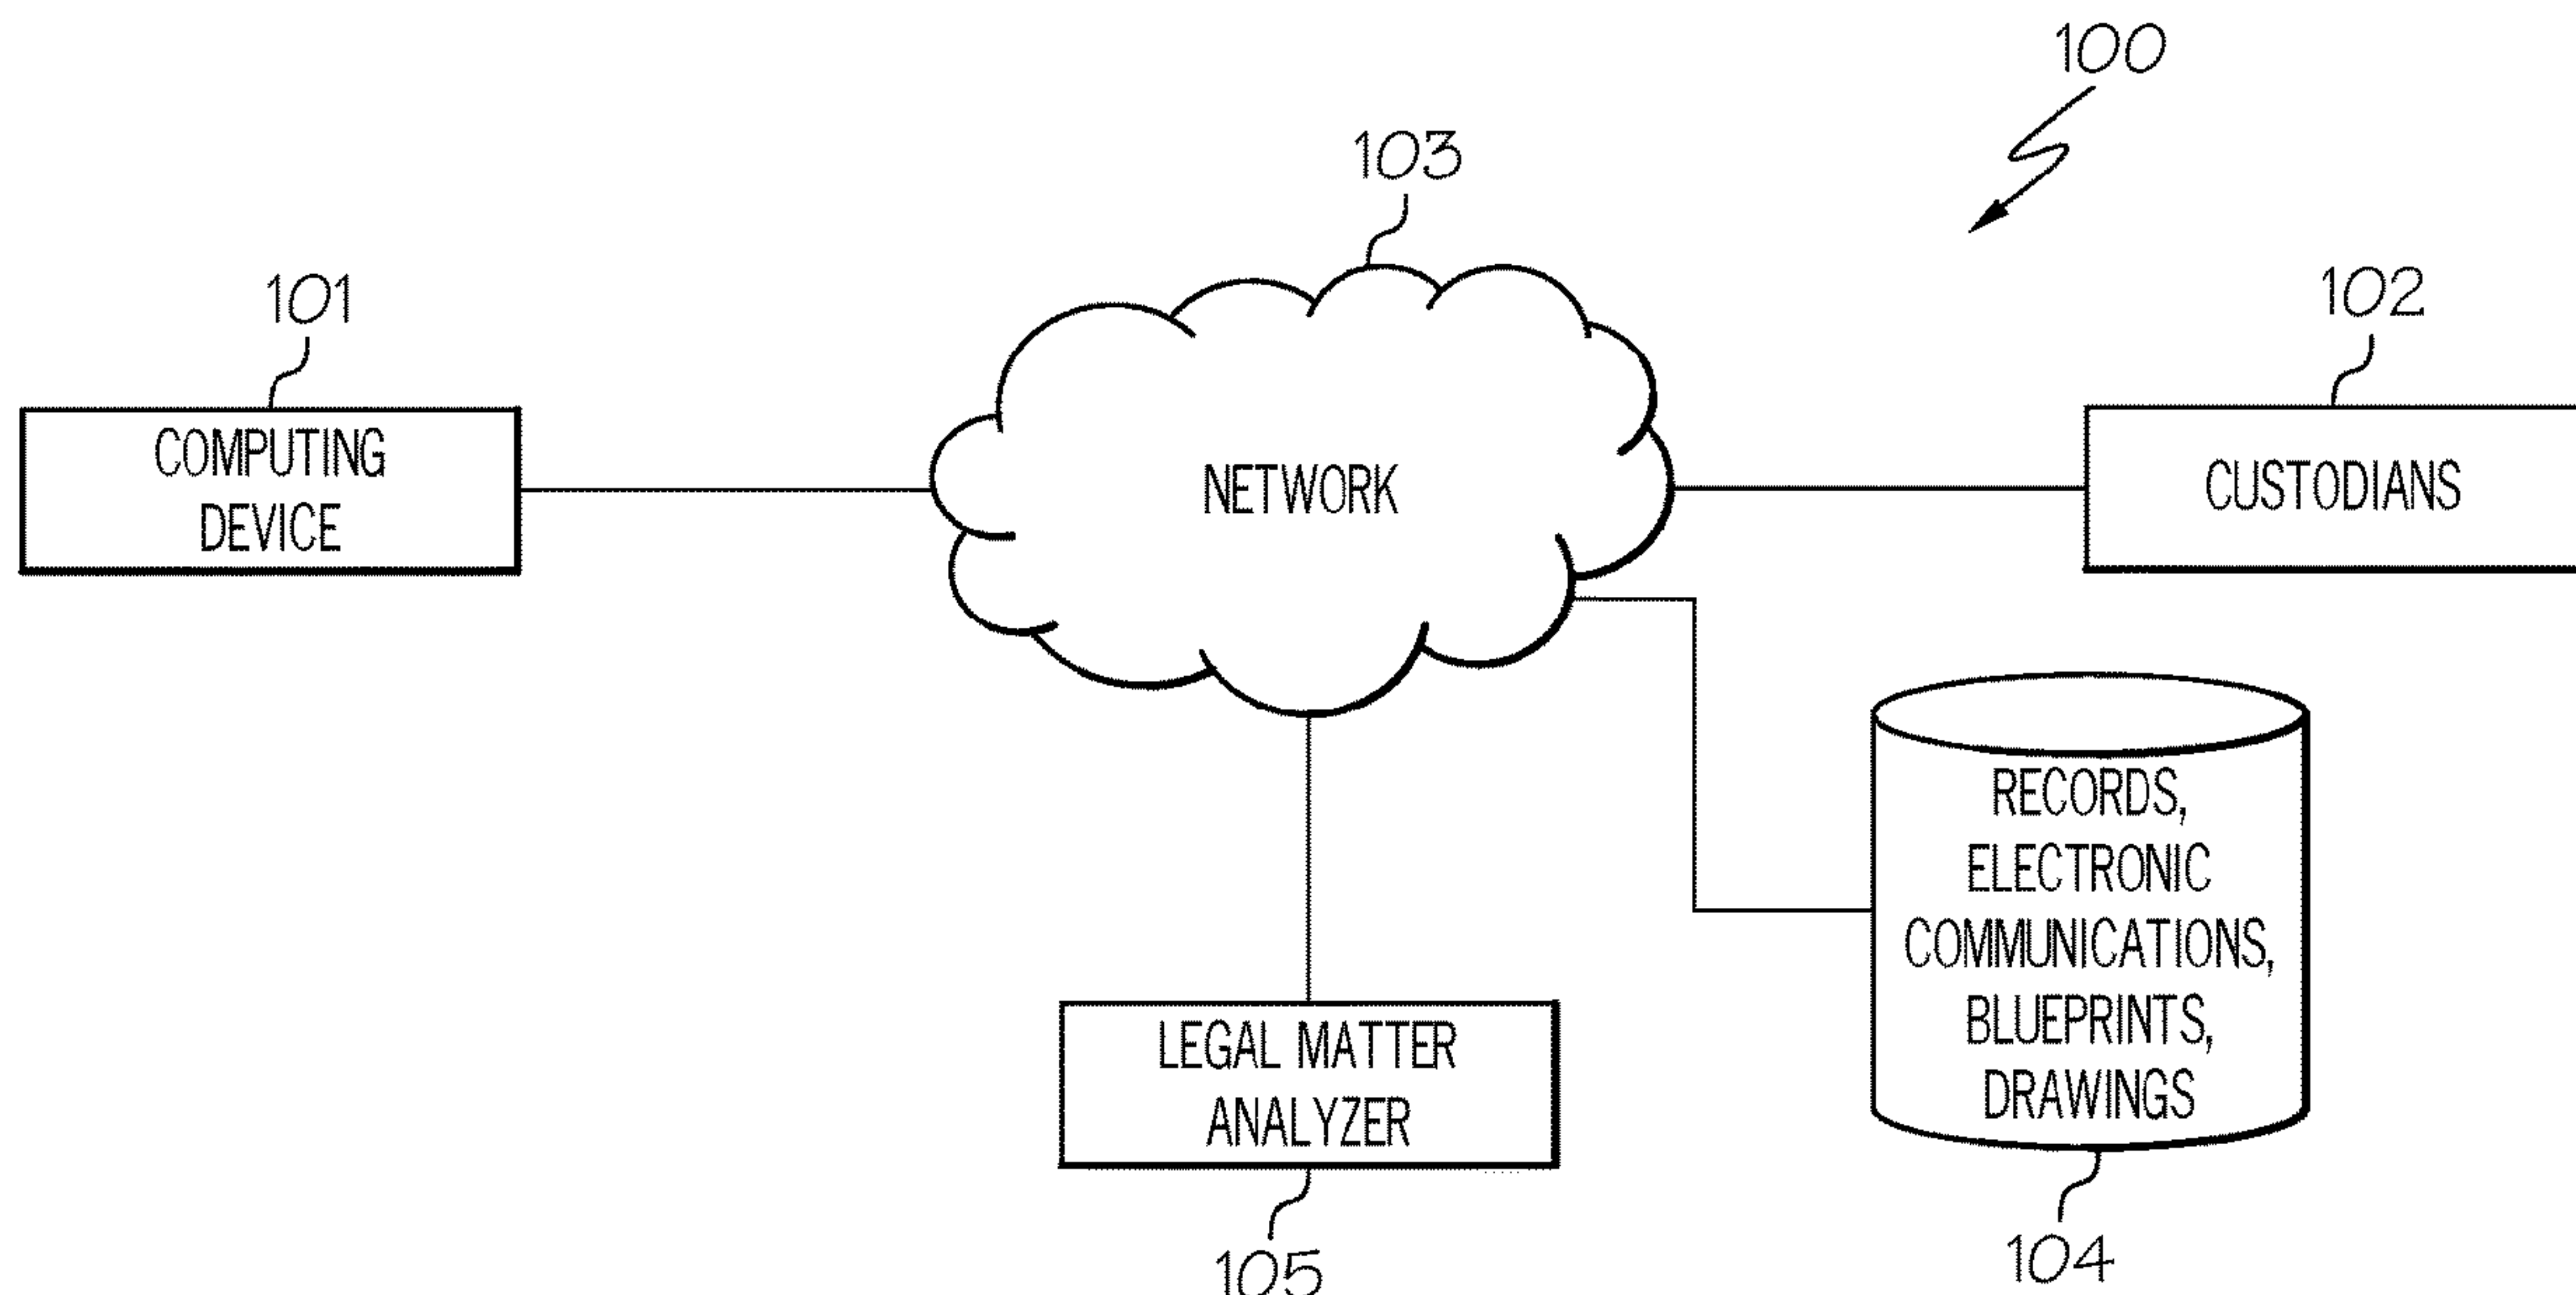 100
103
101
102
COMPUTING
DEVICE
NETWORK
CUSTODIANS
RECORDS,
ELECTRONIC
COMMUNICATIONS,
BLUEPRINTS,
DRAWINGS
LEGAL MATTER
ANALYZER
105
104